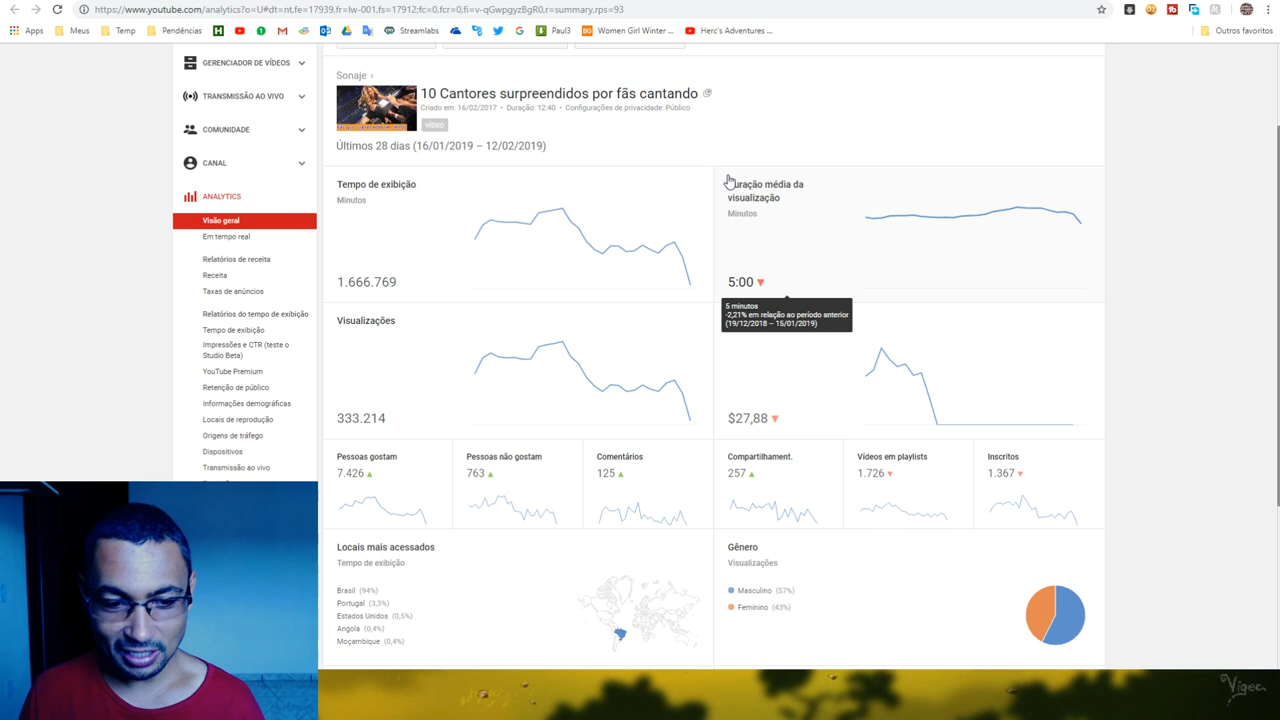 https://www.youtube.com/analytics?o=U#dt=nt,fe=17939,fr=lw-001,fs=17912;fc=0,fcr=0,fi=v-qGwpgyzBgR0,r=summary,rps=93
Apps Meus Temp Pendências Streamlabs Paul3 Women Girl Winter ... Herc's Adventures ... Outros favoritos
GERENCIADOR DE VÍDEOS
TRANSMISSÃO AO VIVO
COMUNIDADE
CANAL
ANALYTICS
Visão geral
Em tempo real
Relatórios de receita
Receita
Taxas de anúncios
Relatórios do tempo de exibição
Tempo de exibição
Impressões e CTR (teste o
Studio Beta)
YouTube Premium
Retenção de público
Informações demográficas
Locais de reprodução
Origens de tráfego
Dispositivos
Transmissão ao vivo
Sonaje ›
10 Cantores surpreendidos por fãs cantando
Criado em: 16/02/2017 • Duração: 12:40 • Configurações de privacidade: Público
VÍDEO
Últimos 28 dias (16/01/2019 – 12/02/2019)
Tempo de exibição
Minutos
1.666.769
Duração média da
visualização
Minutos
5:00
5 minutos
-2,21% em relação ao período anterior
(19/12/2018 – 15/01/2019)
Visualizações
333.214
$27,88
Pessoas gostam
7.426
Pessoas não gostam
763
Comentários
125
Compartilhament.
257
Vídeos em playlists
1.726
Inscritos
1.367
Locais mais acessados
Tempo de exibição
Brasil (94%)
Portugal (3,3%)
Estados Unidos (0,5%)
Angola (0,4%)
Moçambique (0,4%)
Gênero
Visualizações
Masculino (57%)
Feminino (43%)